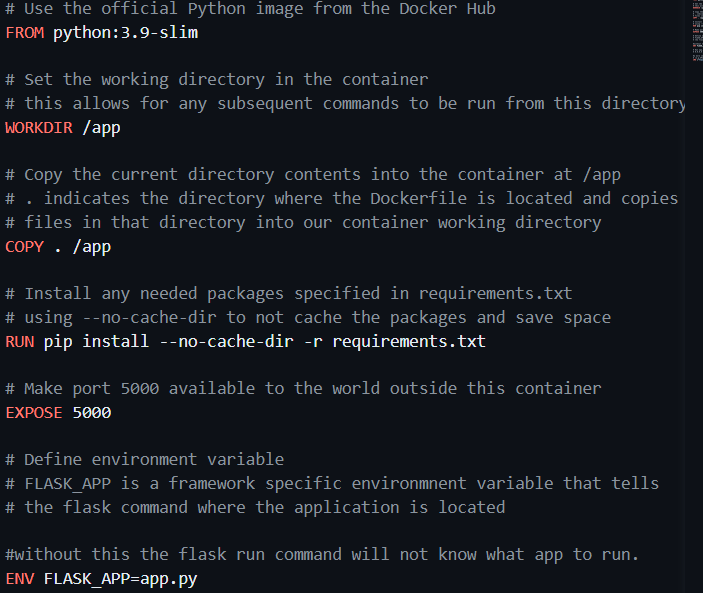 # Use the official Python image from the Docker Hub
FROM python:3.9-slim
# Set the working directory in the container
# this allows for any subsequent commands to be run from this directory
WORKDIR /app
# Copy the current directory contents into the container at /app
# . indicates the directory where the Dockerfile is located and copies
# files in that directory into our container working directory
COPY . /app
# Install any needed packages specified in requirements.txt
# using --no-cache-dir to not cache the packages and save space
RUN pip install --no-cache-dir -r requirements.txt
# Make port 5000 available to the world outside this container
EXPOSE 5000
# Define environment variable
# FLASK_APP is a framework specific environmnent variable that tells
# the flask command where the application is located
#without this the flask run command will not know what app to run.
ENV FLASK_APP=app.py